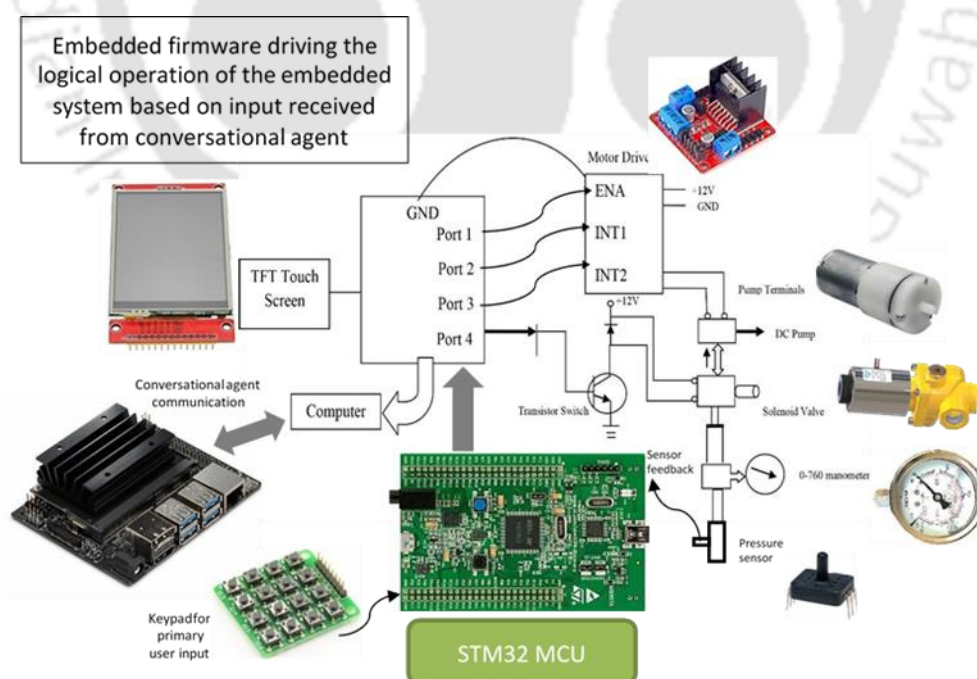 Embedded firmware driving the
logical operation of the embedded
system based on input received
from conversational agent
Guwah
Motor Drive
GND
ENA
+12V
GND
Port 1
Port 2
INT1
TFT Touch
Screen
Port 3
INT2
Port 4
+12V
Pump Terminals
DC Pump
Conversational agent
communication
Computer
Transistor Switch
Solenoid Valve
Sensor
feedback
0-760 manometer
Pressure
sensor
Keypad for
primary
user input
STM32 MCU